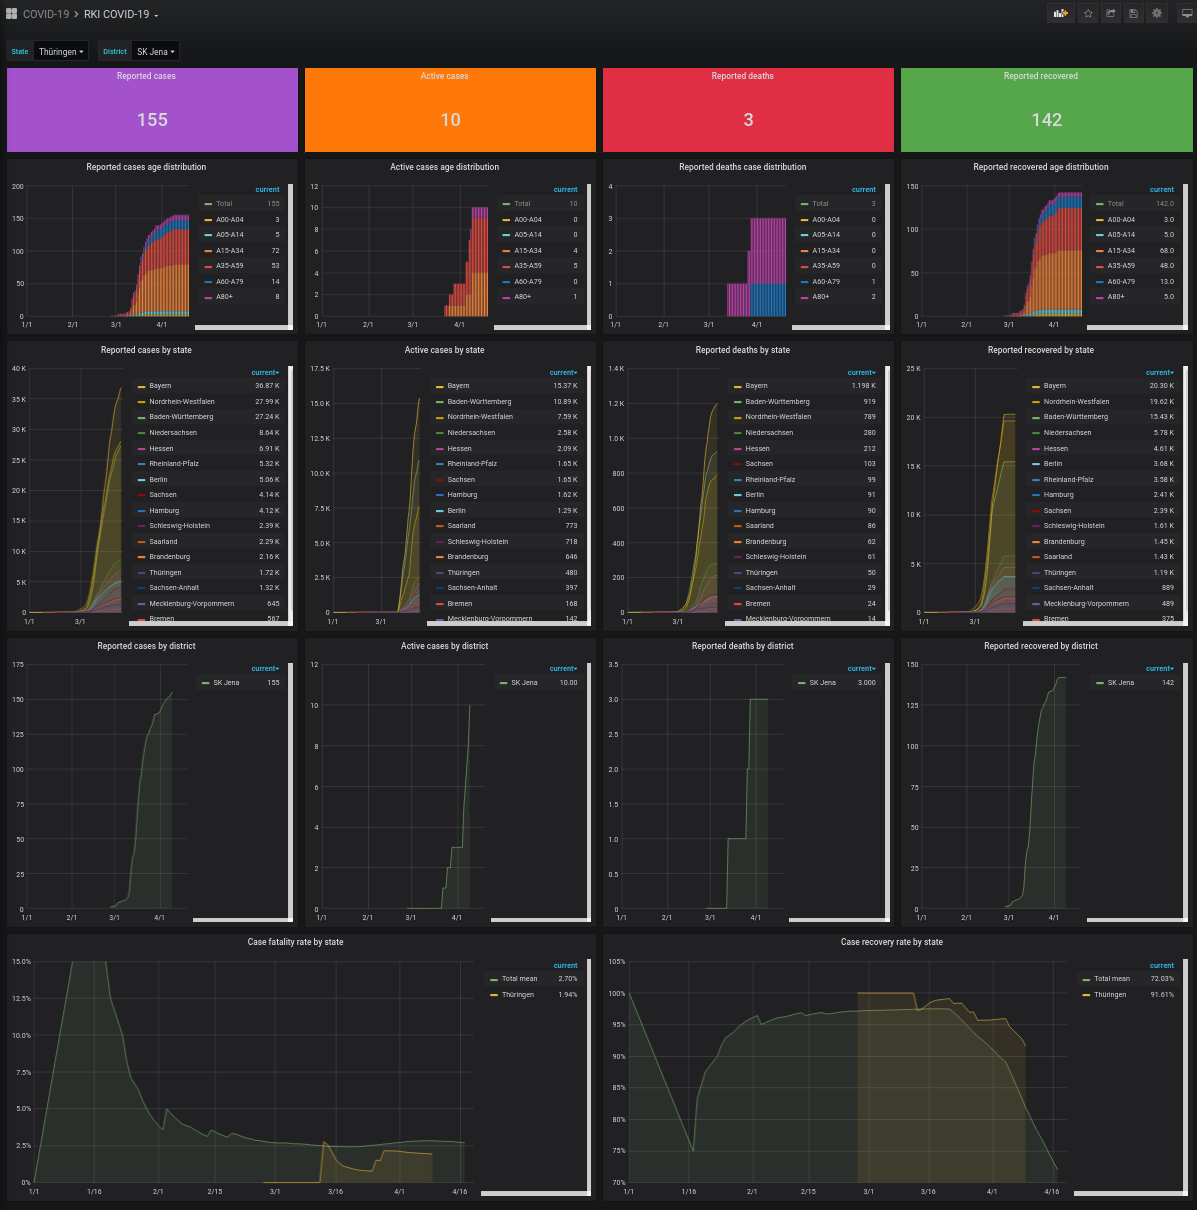 COVID-19 > RKI COVID-19
State Thüringen District SK Jena
Reported cases
155
Active cases
10
Reported deaths
3
Reported recovered
142
Reported cases age distribution
200
150
100
50
0
1/1 2/1 3/1 4/1
current
Total 155
A00-A04 3
A05-A14 5
A15-A34 72
A35-A59 53
A60-A79 14
A80+ 8
Active cases age distribution
12
10
8
6
4
2
0
1/1 2/1 3/1 4/1
current
Total 10
A00-A04 0
A05-A14 0
A15-A34 4
A35-A59 5
A60-A79 0
A80+ 1
Reported deaths case distribution
4
3
2
1
0
1/1 2/1 3/1 4/1
current
Total 3
A00-A04 0
A05-A14 0
A15-A34 0
A35-A59 0
A60-A79 1
A80+ 2
Reported recovered age distribution
150
100
50
0
1/1 2/1 3/1 4/1
current
Total 142.0
A00-A04 3.0
A05-A14 5.0
A15-A34 68.0
A35-A59 48.0
A60-A79 13.0
A80+ 5.0
Reported cases by state
40 K
35 K
30 K
25 K
20 K
15 K
10 K
5 K
0
1/1 3/1
current
Bayern 36.87 K
Nordrhein-Westfalen 27.99 K
Baden-Württemberg 27.24 K
Niedersachsen 8.64 K
Hessen 6.91 K
Rheinland-Pfalz 5.32 K
Berlin 5.06 K
Sachsen 4.14 K
Hamburg 4.12 K
Schleswig-Holstein 2.39 K
Saarland 2.29 K
Brandenburg 2.16 K
Thüringen 1.72 K
Sachsen-Anhalt 1.32 K
Mecklenburg-Vorpommern 645
Bremen 567
Active cases by state
17.5 K
15.0 K
12.5 K
10.0 K
7.5 K
5.0 K
2.5 K
0
1/1 3/1
current
Bayern 15.37 K
Baden-Württemberg 10.89 K
Nordrhein-Westfalen 7.59 K
Niedersachsen 2.58 K
Hessen 2.09 K
Rheinland-Pfalz 1.65 K
Sachsen 1.65 K
Hamburg 1.62 K
Berlin 1.29 K
Saarland 773
Schleswig-Holstein 718
Brandenburg 646
Thüringen 480
Sachsen-Anhalt 397
Bremen 168
Mecklenburg-Vorpommern 142
Reported deaths by state
1.4 K
1.2 K
1.0 K
800
600
400
200
0
1/1 3/1
current
Bayern 1.198 K
Baden-Württemberg 919
Nordrhein-Westfalen 789
Niedersachsen 280
Hessen 212
Sachsen 103
Rheinland-Pfalz 99
Berlin 91
Hamburg 90
Saarland 86
Brandenburg 62
Schleswig-Holstein 61
Thüringen 50
Sachsen-Anhalt 29
Bremen 24
Mecklenburg-Vorpommern 14
Reported recovered by state
25 K
20 K
15 K
10 K
5 K
0
1/1 3/1
current
Bayern 20.30 K
Nordrhein-Westfalen 19.62 K
Baden-Württemberg 15.43 K
Niedersachsen 5.78 K
Hessen 4.61 K
Berlin 3.68 K
Rheinland-Pfalz 3.58 K
Hamburg 2.41 K
Sachsen 2.39 K
Schleswig-Holstein 1.61 K
Brandenburg 1.45 K
Saarland 1.43 K
Thüringen 1.19 K
Sachsen-Anhalt 889
Mecklenburg-Vorpommern 489
Bremen 375
Reported cases by district
175
150
125
100
75
50
25
0
1/1 2/1 3/1 4/1
current
SK Jena 155
Active cases by district
12
10
8
6
4
2
0
1/1 2/1 3/1 4/1
current
SK Jena 10.00
Reported deaths by district
3.5
3.0
2.5
2.0
1.5
1.0
0.5
0
1/1 2/1 3/1 4/1
current
SK Jena 3.000
Reported recovered by district
150
125
100
75
50
25
0
1/1 2/1 3/1 4/1
current
SK Jena 142
Case fatality rate by state
15.0%
12.5%
10.0%
7.5%
5.0%
2.5%
0%
1/1 1/16 2/1 2/15 3/1 3/16 4/1 4/16
current
Total mean 2.70%
Thüringen 1.94%
Case recovery rate by state
105%
100%
95%
90%
85%
80%
75%
70%
1/1 1/16 2/1 2/15 3/1 3/16 4/1 4/16
current
Total mean 72.03%
Thüringen 91.61%